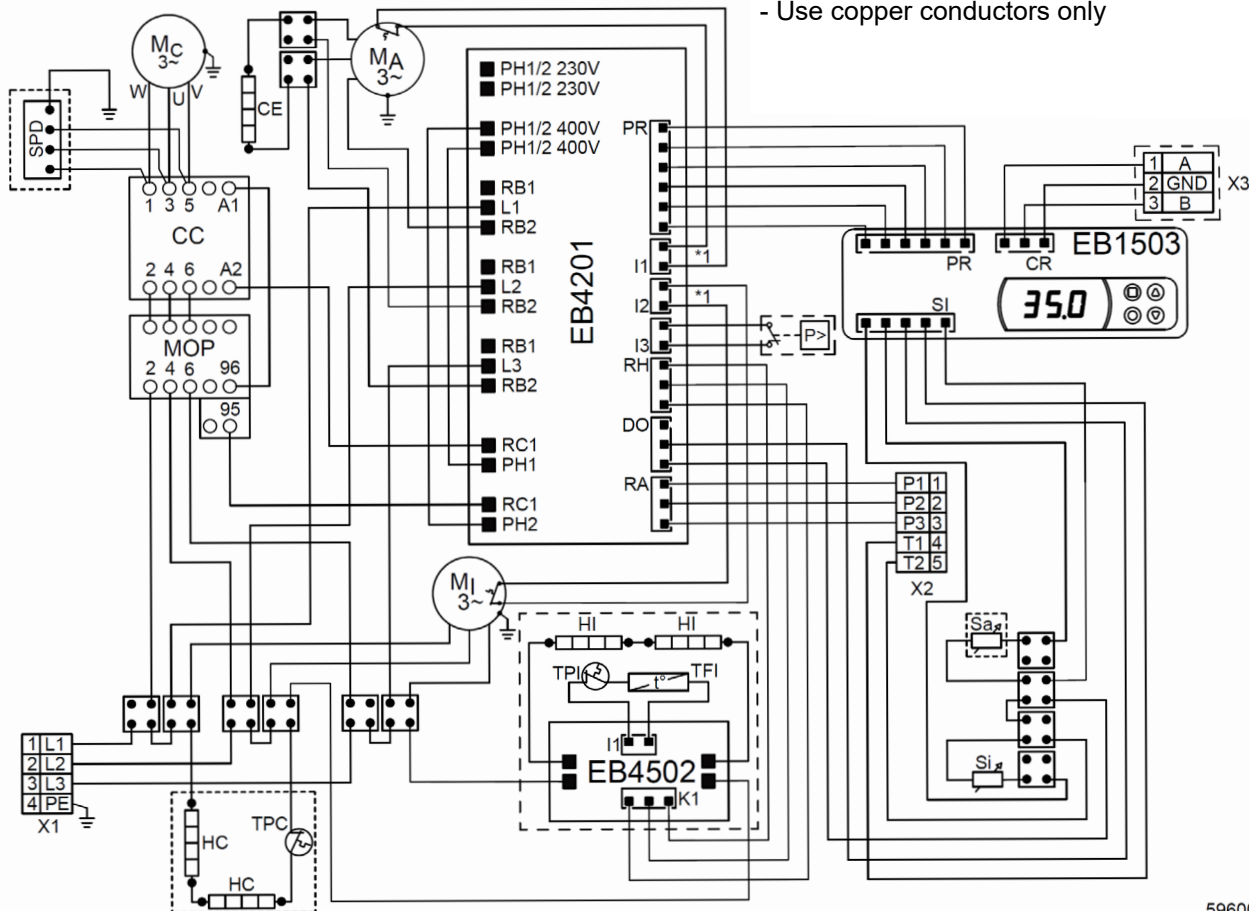 - Use copper conductors only
MC
3~
W U V
SPD
1 3 5 A1
CC
2 4 6 A2
MOP
2 4 6 96
95
CE
MA
3~
PH1/2 230V
PH1/2 230V
PH1/2 400V
PH1/2 400V
RB1
L1
RB2
RB1
L2
RB2
RB1
L3
RB2
RC1
PH1
RC1
PH2
EB4201
PR
I1
*1
I2
*1
I3
RH
DO
RA
P>
1 A
2 GND
3 B
X3
EB1503
PR
CR
SI
35.0
P1 1
P2 2
P3 3
T1 4
T2 5
X2
Sa
Si
MI
3~
HI
HI
TPI
t°
TFI
I1
EB4502
K1
1 L1
2 L2
3 L3
4 PE
X1
HC
TPC
HC